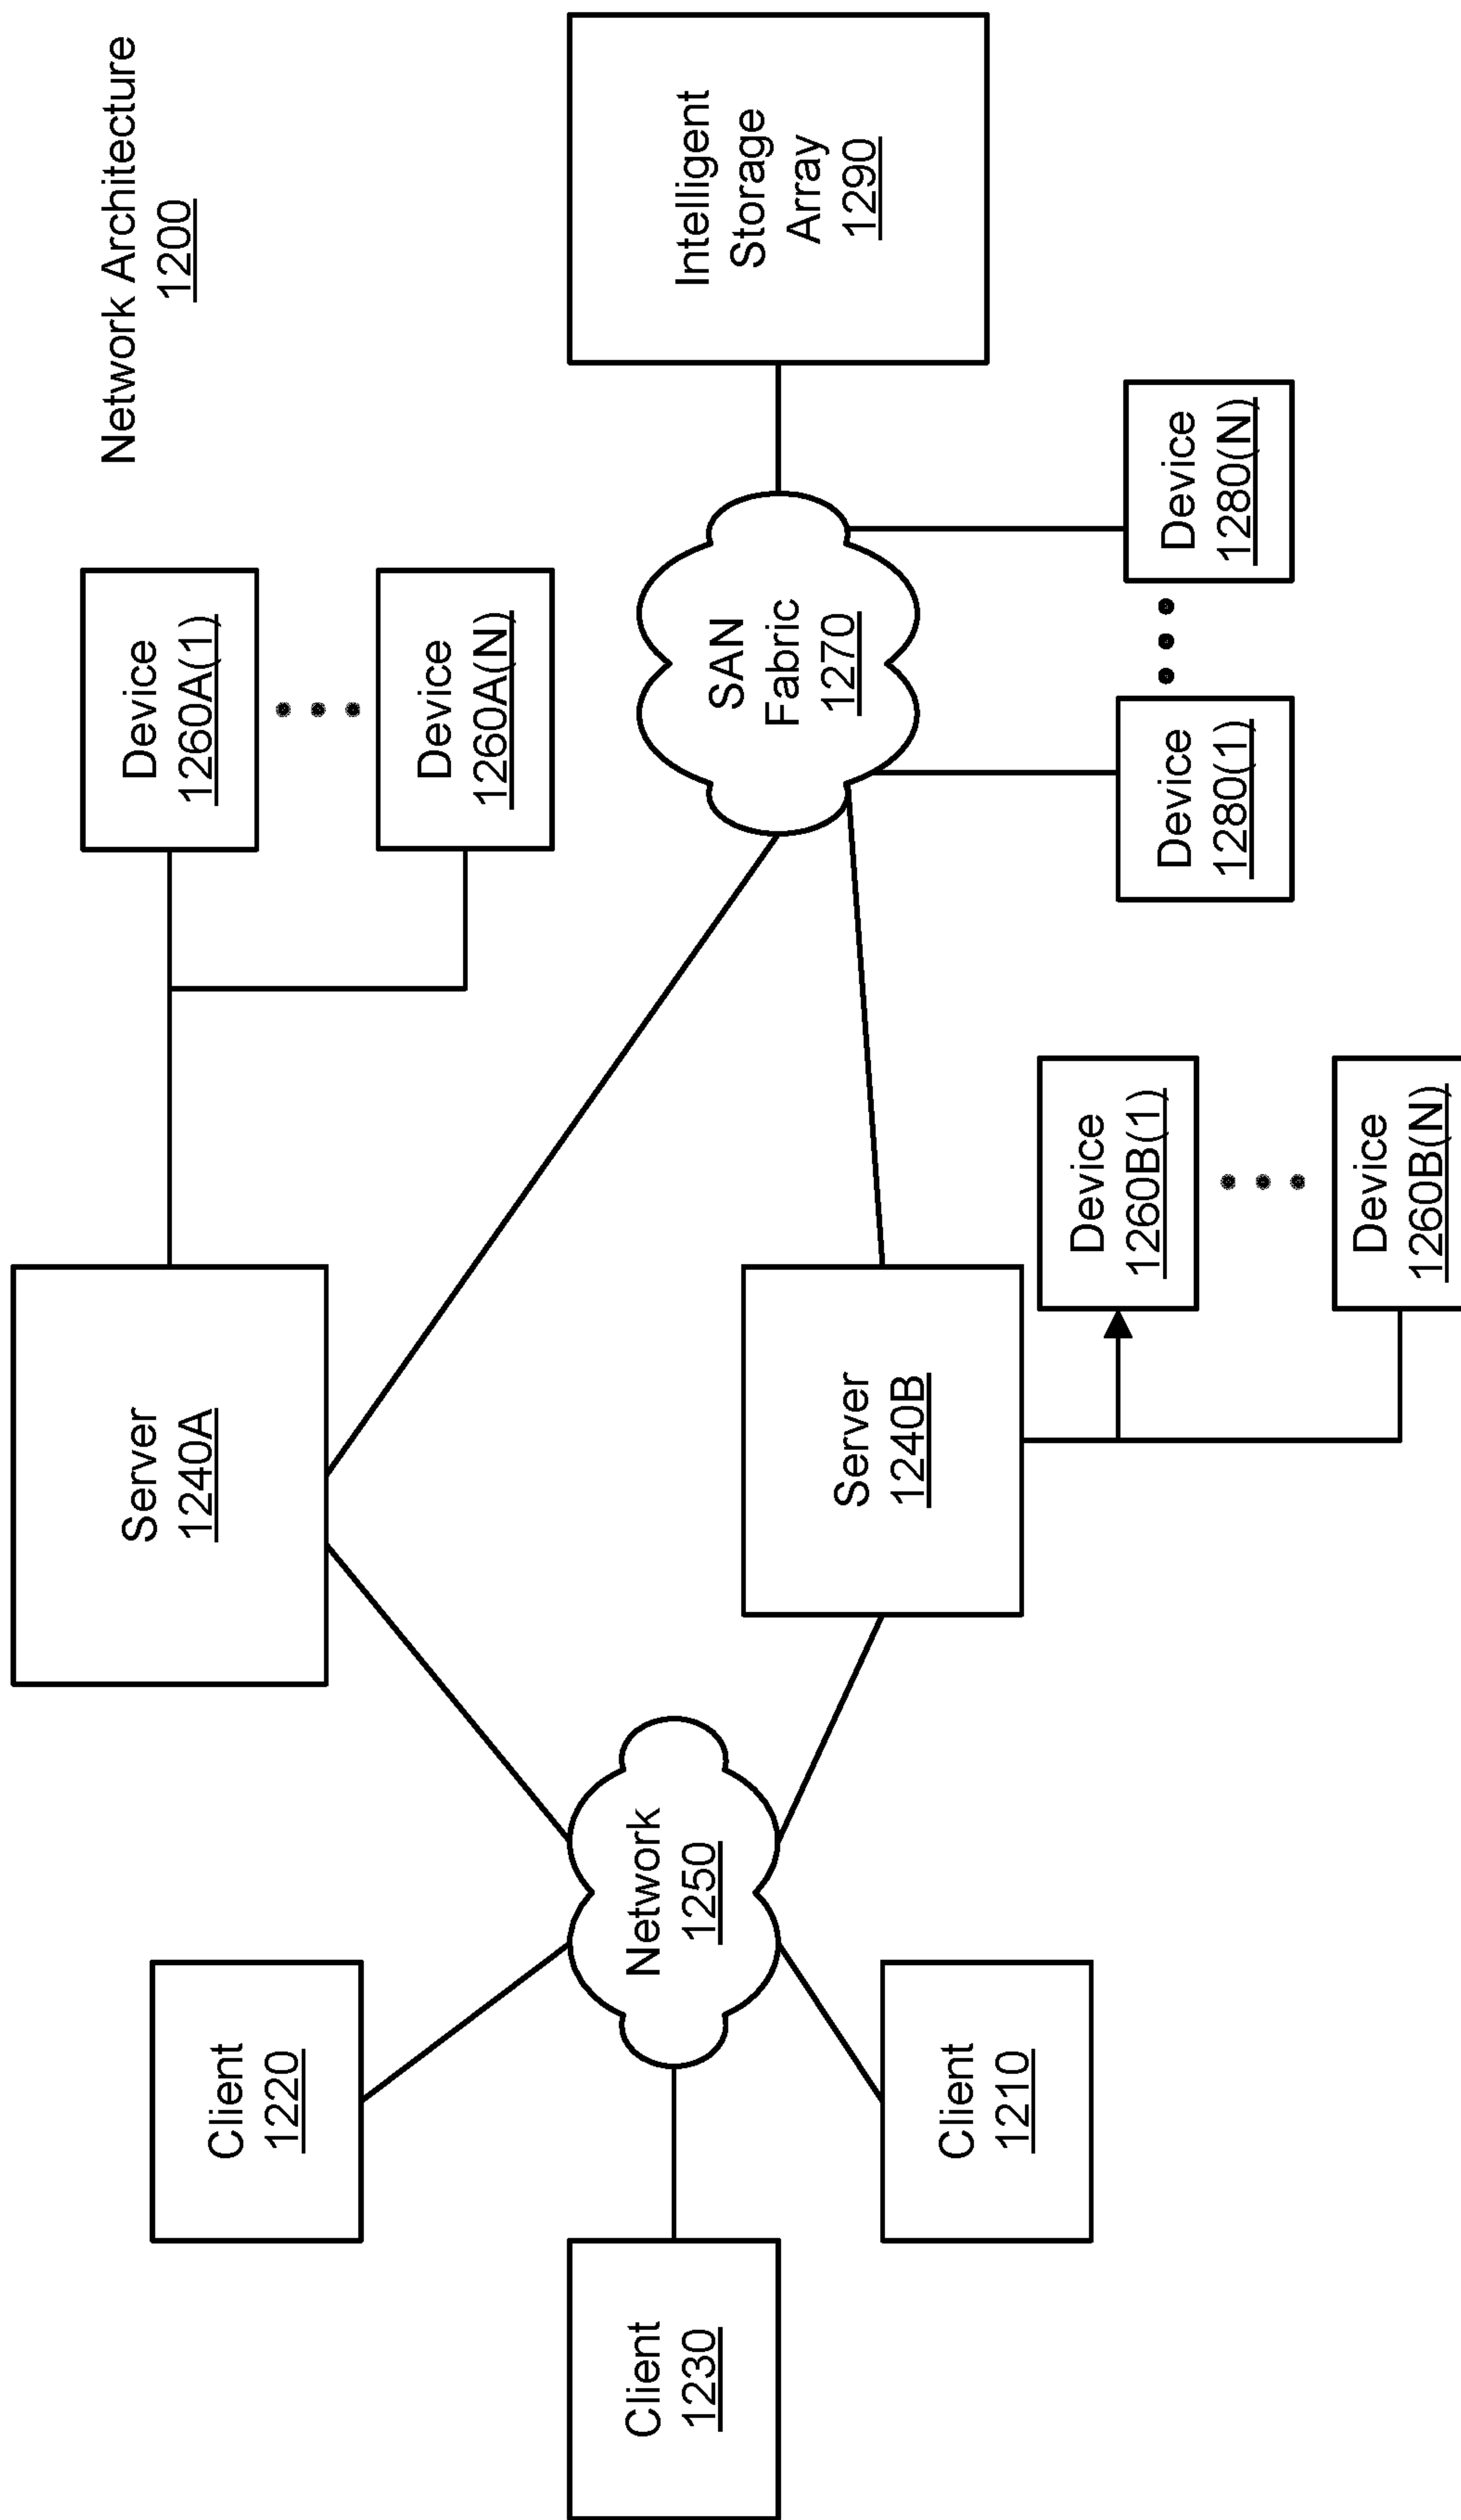 Network Architecture
1200
Device
1260A(1)
Device
1260A(N)
Server
1240A
Client
1220
Intelligent
Storage
Array
1290
SAN
Fabric
1270
Network
1250
Client
1230
Device
1280(N)
Device
1280(1)
Server
1240B
Client
1210
Device
1260B(1)
Device
1260B(N)